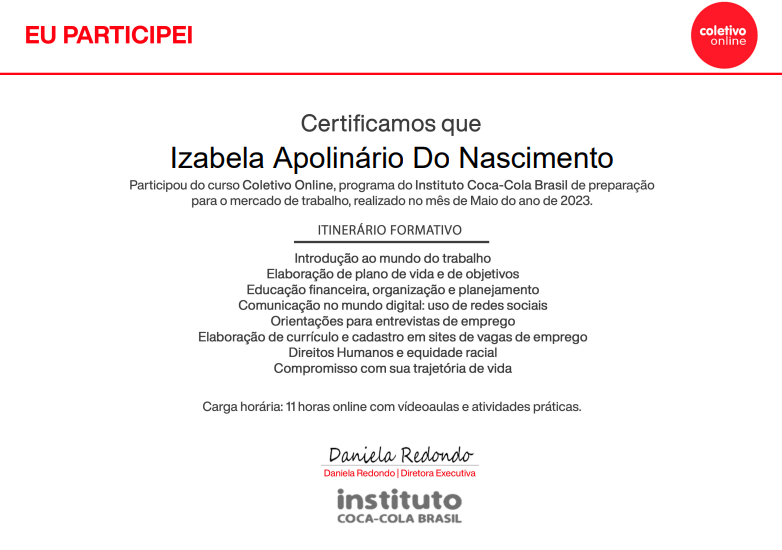 EU PARTICIPEI
coletivo
online
Certificamos que
Izabela Apolinário Do Nascimento
Participou do curso Coletivo Online, programa do Instituto Coca-Cola Brasil de preparação
para o mercado de trabalho, realizado no mês de Maio do ano de 2023.
ITINERÁRIO FORMATIVO
Introdução ao mundo do trabalho
Elaboração de plano de vida e de objetivos
Educação financeira, organização e planejamento
Comunicação no mundo digital: uso de redes sociais
Orientações para entrevistas de emprego
Elaboração de currículo e cadastro em sites de vagas de emprego
Direitos Humanos e equidade racial
Compromisso com sua trajetória de vida
Carga horária: 11 horas online com vídeoaulas e atividades práticas.
Daniela Redondo
Daniela Redondo | Diretora Executiva
instituto
COCA-COLA BRASIL